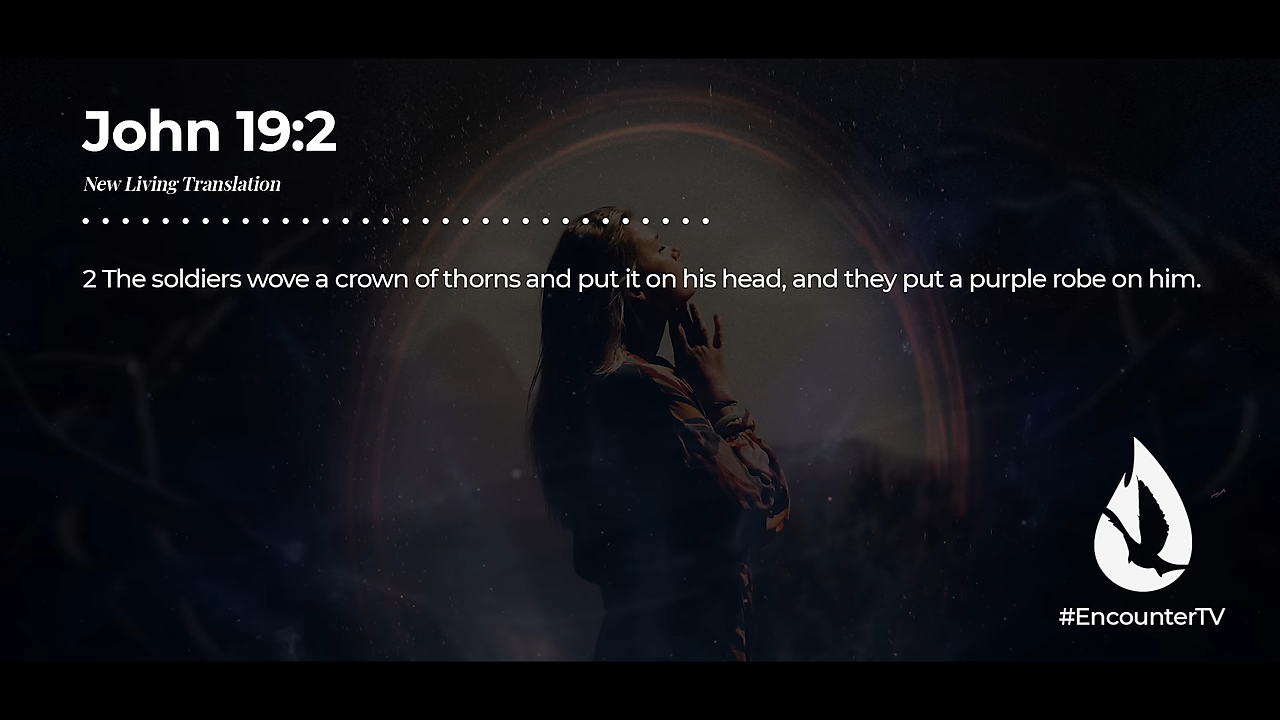 John 19:2
New Living Translation
2 The soldiers wove a crown of thorns and put it on his head, and they put a purple robe on him.
#EncounterTV